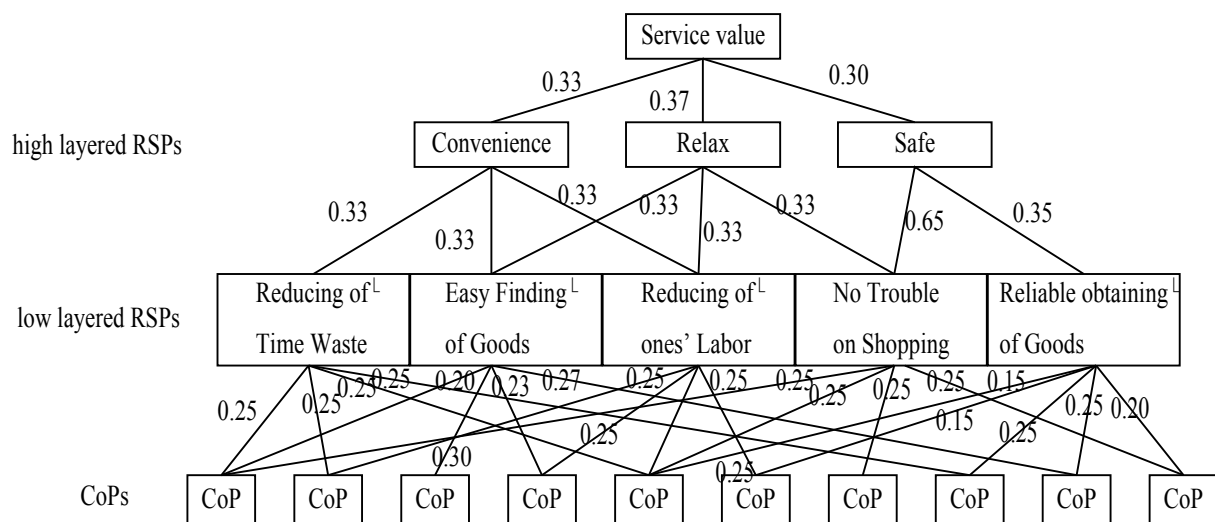 Service value
0.33
0.37
0.30
high layered RSPs
Convenience
Relax
Safe
0.33
0.33
0.33
0.33
0.33
0.33
0.65
0.35
low layered RSPs
Reducing of└
Time Waste
Easy Finding└
of Goods
Reducing of└
ones’ Labor
No Trouble
on Shopping
Reliable obtaining└
of Goods
0.25
0.25
0.25
0.25
0.20
0.23
0.27
0.25
0.25
0.25
0.25
0.25
0.25
0.15
0.25
0.20
0.30
0.25
0.25
0.15
0.25
CoPs
CoP
CoP
CoP
CoP
CoP
CoP
CoP
CoP
CoP
CoP